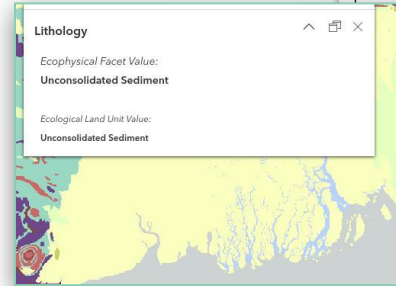 Lithology
Ecophysical Facet Value:
Unconsolidated Sediment
Ecological Land Unit Value:
Unconsolidated Sediment